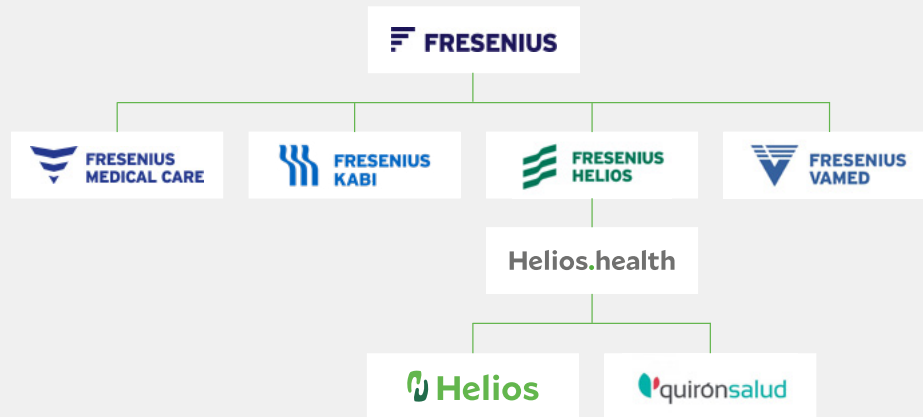 FRESENIUS
FRESENIUS
MEDICAL CARE
FRESENIUS
KABI
FRESENIUS
HELIOS
FRESENIUS
VAMED
Helios.health
Helios
quirónsalud